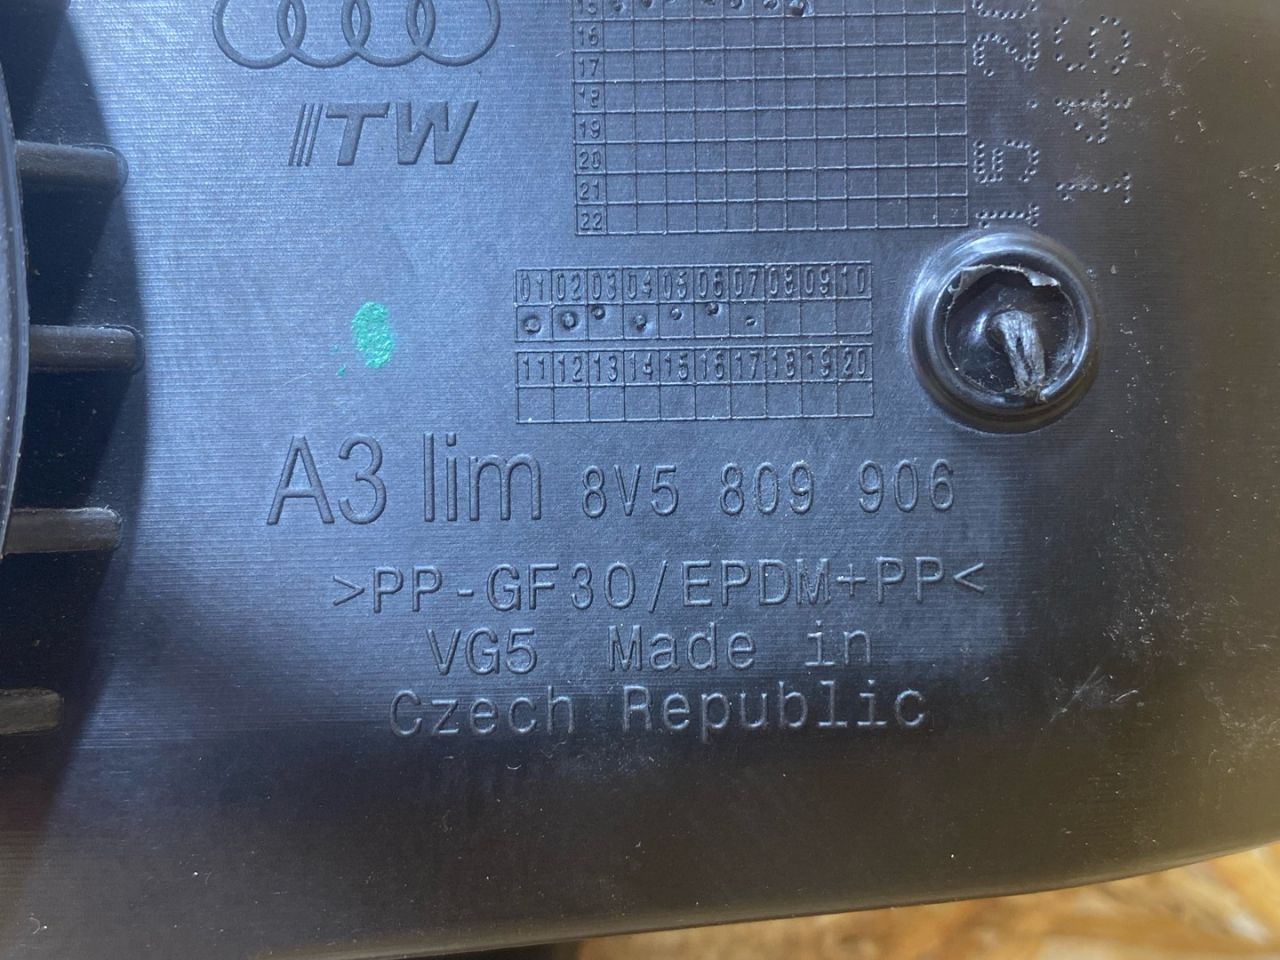 ITW
16
17
18
19
20
21
22
01 02 03 04 05 06 07 08 09 10
11 12 13 14 15 16 17 18 19 20
A3 lim 8V5 809 906
>PP-GF30/EPDM+PP<
VG5 Made in
Czech Republic